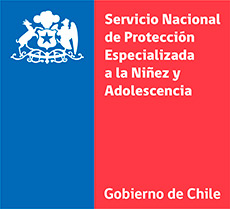 Servicio Nacional
de Protección
Especializada
a la Niñez y
Adolescencia
Gobierno de Chile